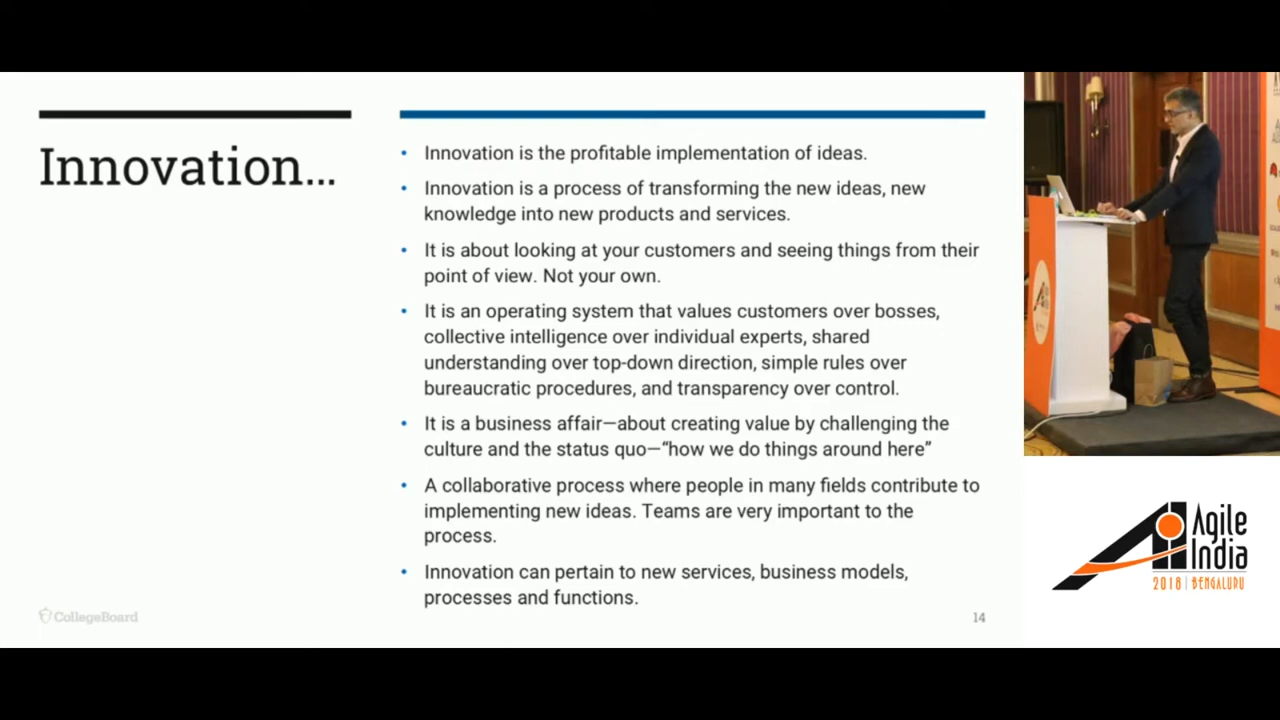 Innovation...
• Innovation is the profitable implementation of ideas.
• Innovation is a process of transforming the new ideas, new
knowledge into new products and services.
• It is about looking at your customers and seeing things from their
point of view. Not your own.
• It is an operating system that values customers over bosses,
collective intelligence over individual experts, shared
understanding over top-down direction, simple rules over
bureaucratic procedures, and transparency over control.
• It is a business affair—about creating value by challenging the
culture and the status quo—“how we do things around here”
• A collaborative process where people in many fields contribute to
implementing new ideas. Teams are very important to the
process.
• Innovation can pertain to new services, business models,
processes and functions.
CollegeBoard
14
Agile
India
2018 | BENGALURU